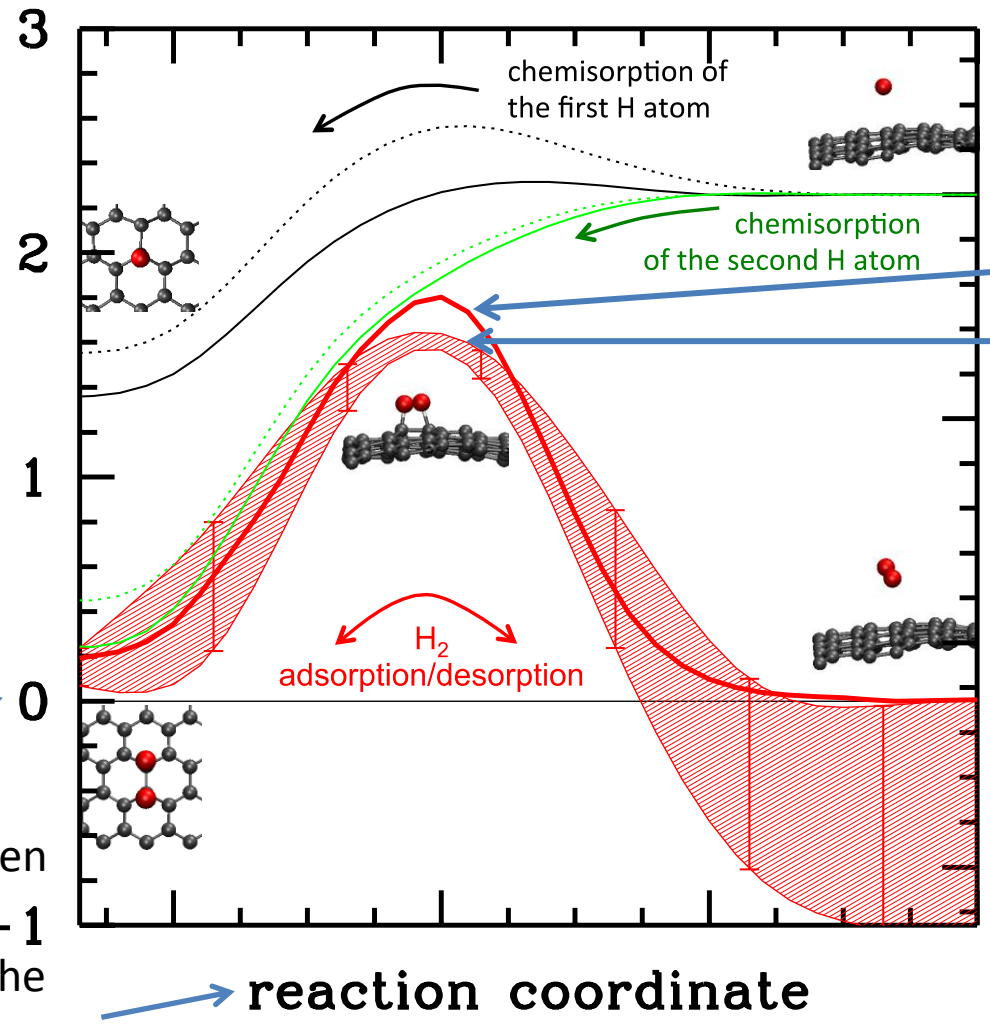 3
chemisorption of
the first H atom
2
chemisorption
of the second H atom
1
H2
adsorption/desorption
0
en
-1
he
reaction coordinate